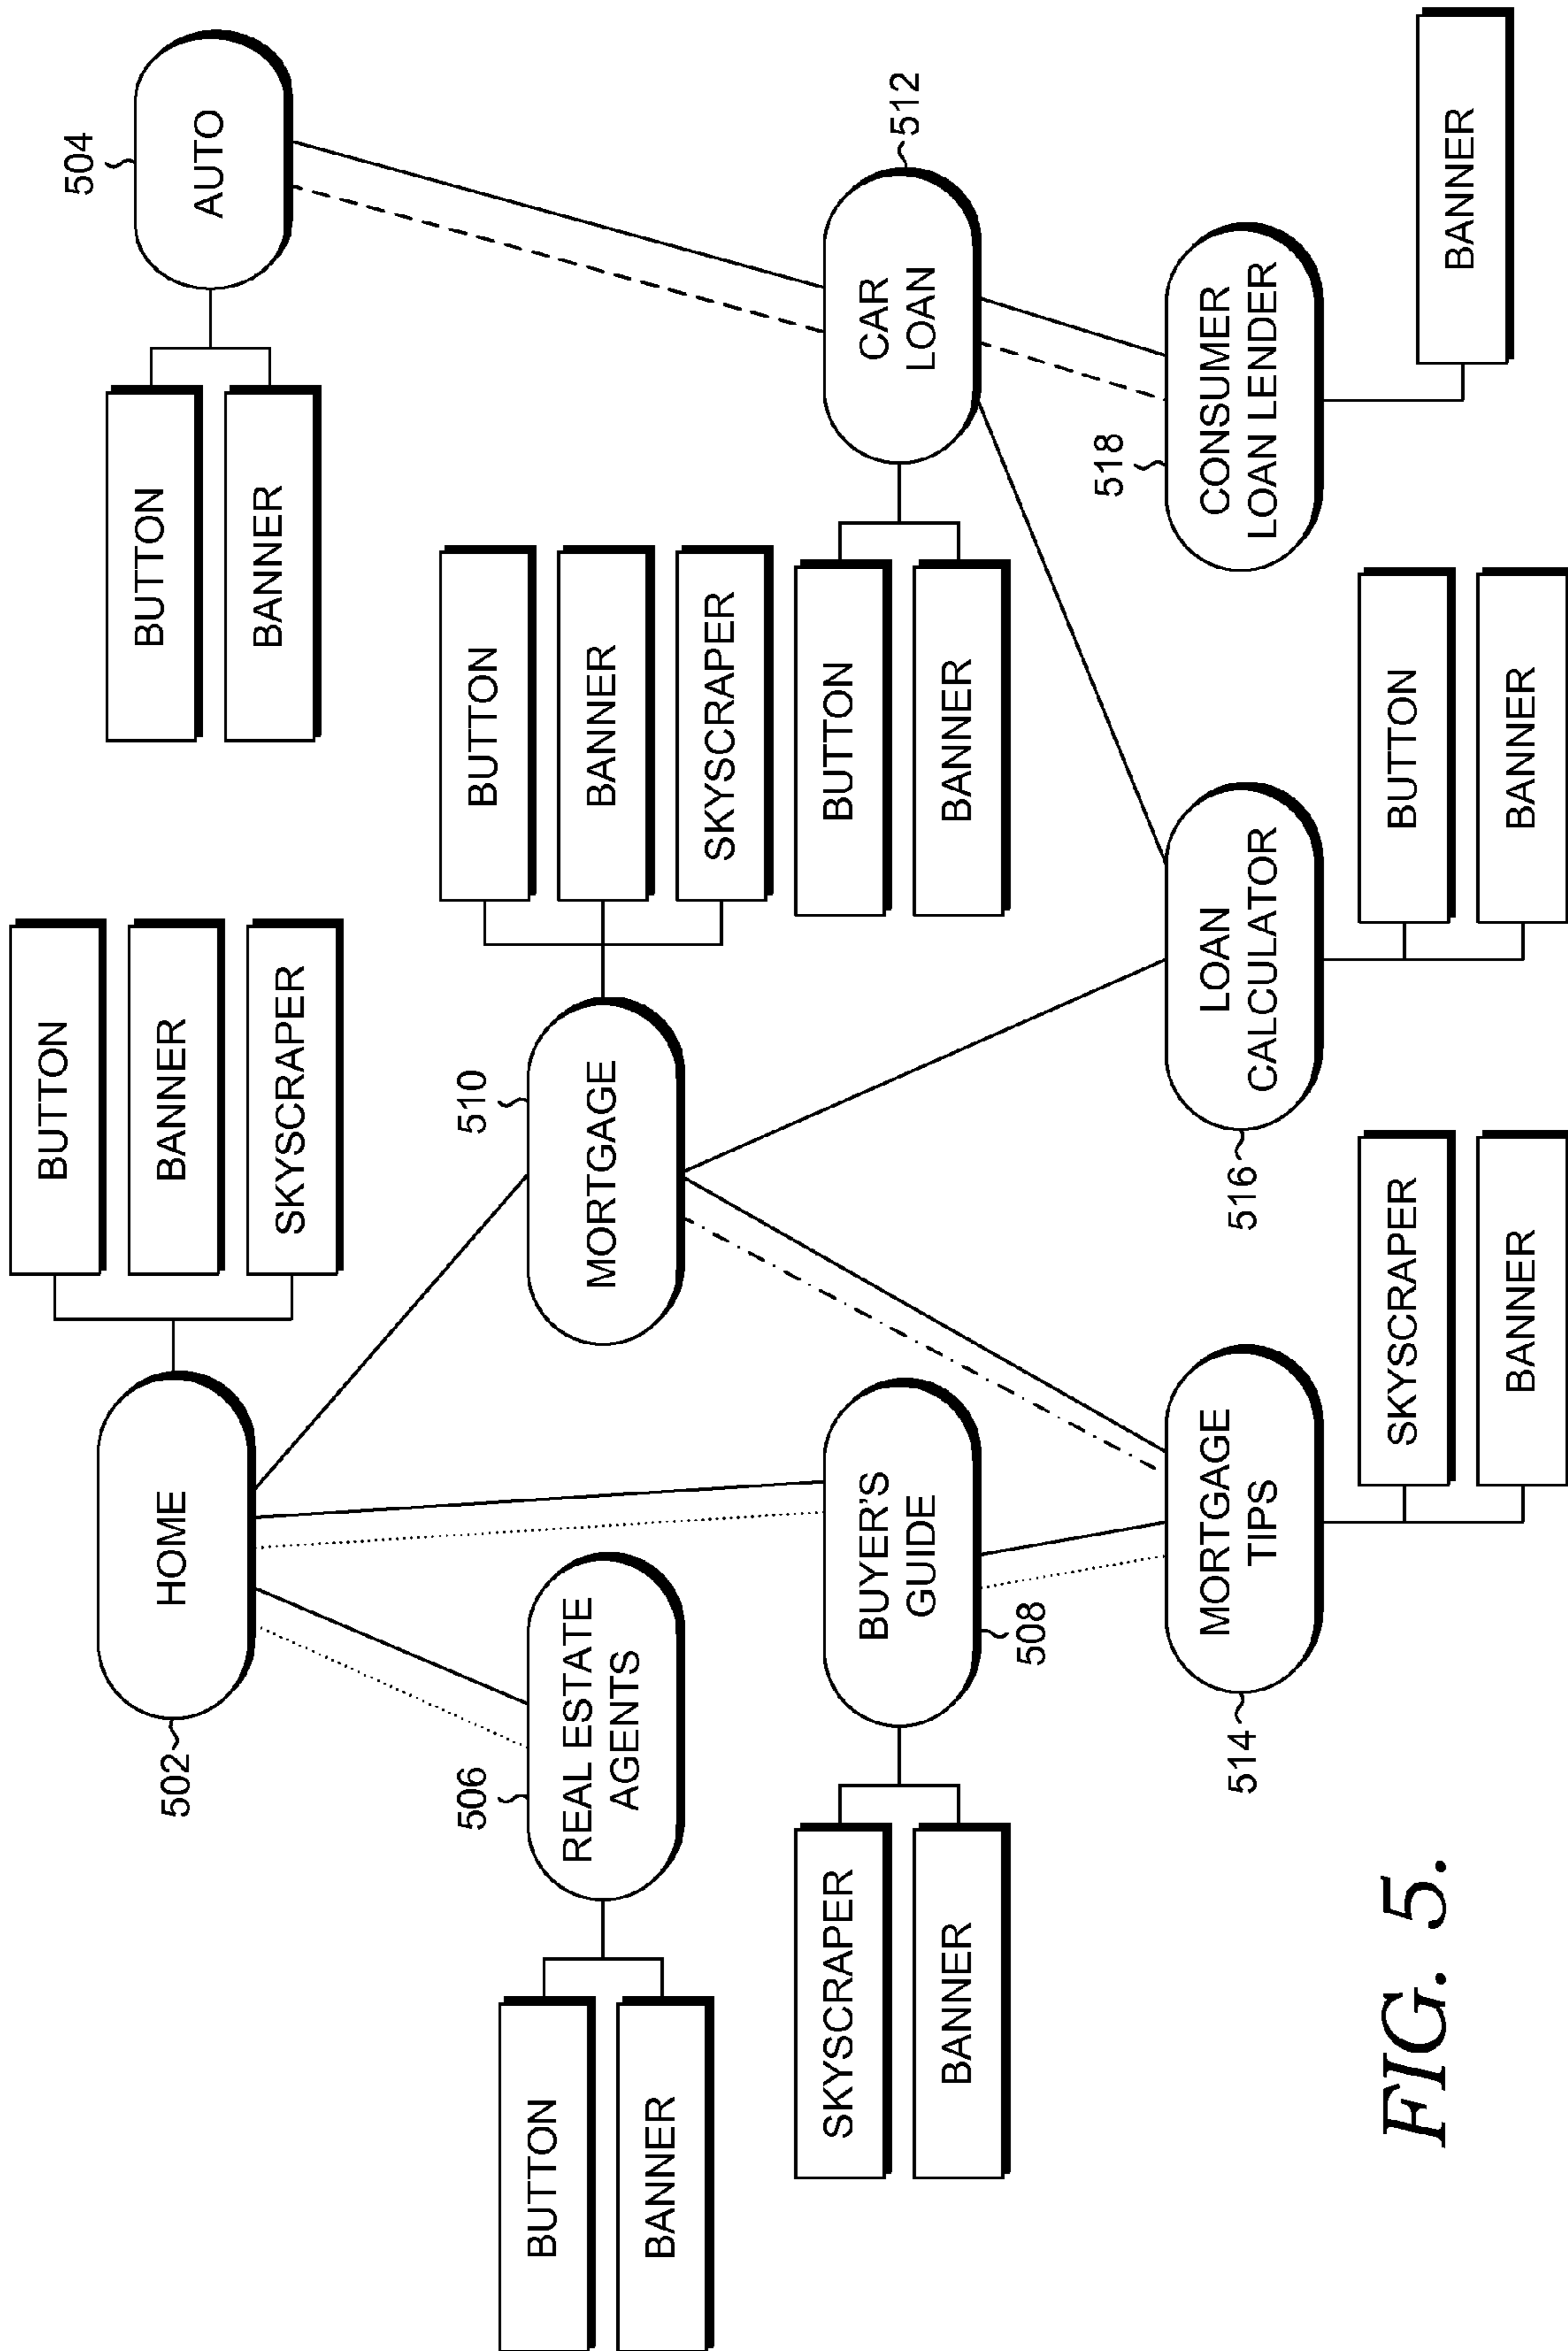 BUTTON
BANNER
SKYSCRAPER
504
AUTO
BUTTON
BANNER
502
HOME
506
REAL ESTATE
AGENTS
BUTTON
BANNER
510
MORTGAGE
BUTTON
BANNER
SKYSCRAPER
SKYSCRAPER
BANNER
BUYER'S
GUIDE
508
BUTTON
BANNER
CAR
LOAN
512
514
MORTGAGE
TIPS
SKYSCRAPER
BANNER
516
LOAN
CALCULATOR
BUTTON
BANNER
518
CONSUMER
LOAN LENDER
BANNER
FIG. 5.